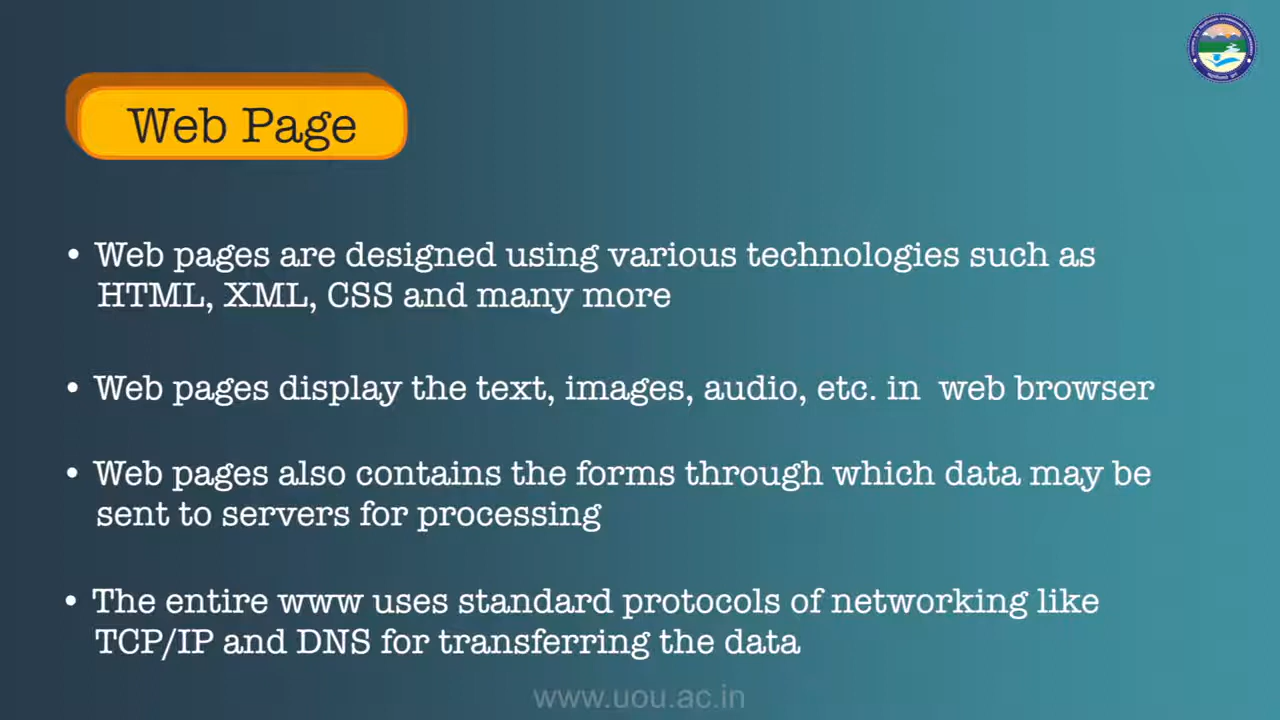 Web Page
• Web pages are designed using various technologies such as
HTML, XML, CSS and many more
• Web pages display the text, images, audio, etc. in  web browser
• Web pages also contains the forms through which data may be
sent to servers for processing
• The entire www uses standard protocols of networking like
TCP/IP and DNS for transferring the data
www.uou.ac.in